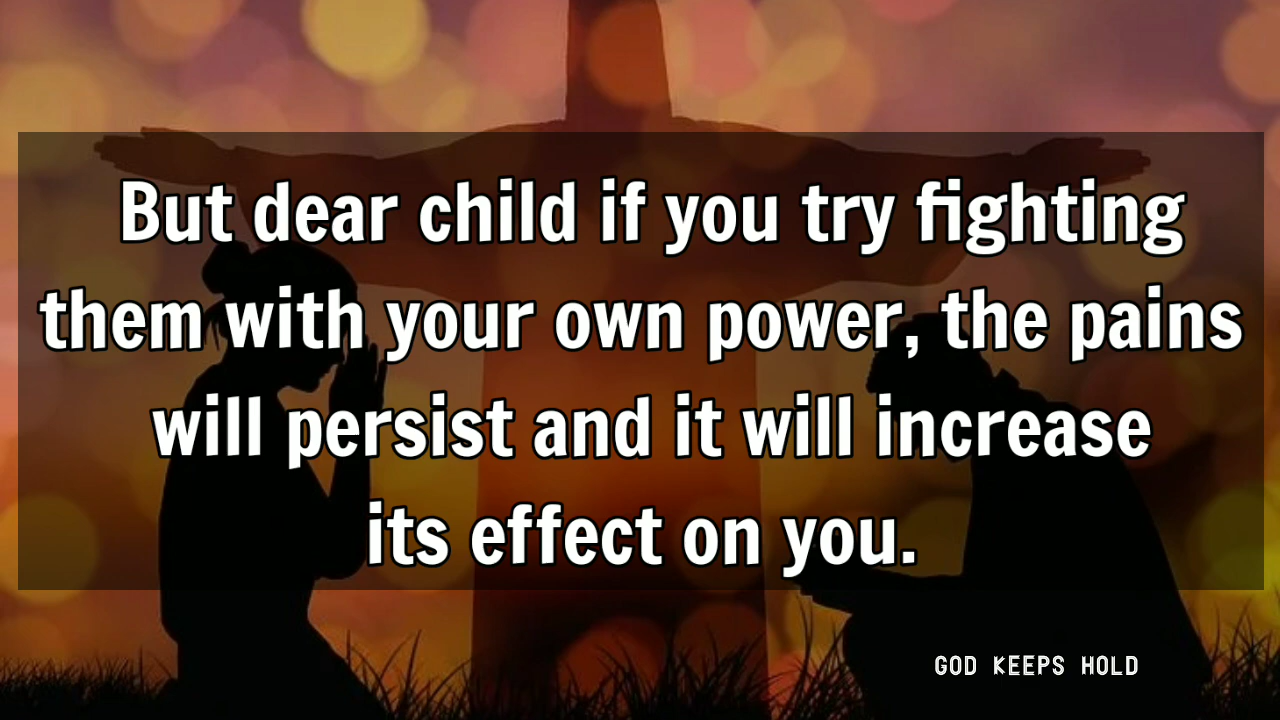 But dear child if you try fighting
them with your own power, the pains
will persist and it will increase
its effect on you.
GOD KEEPS HOLD